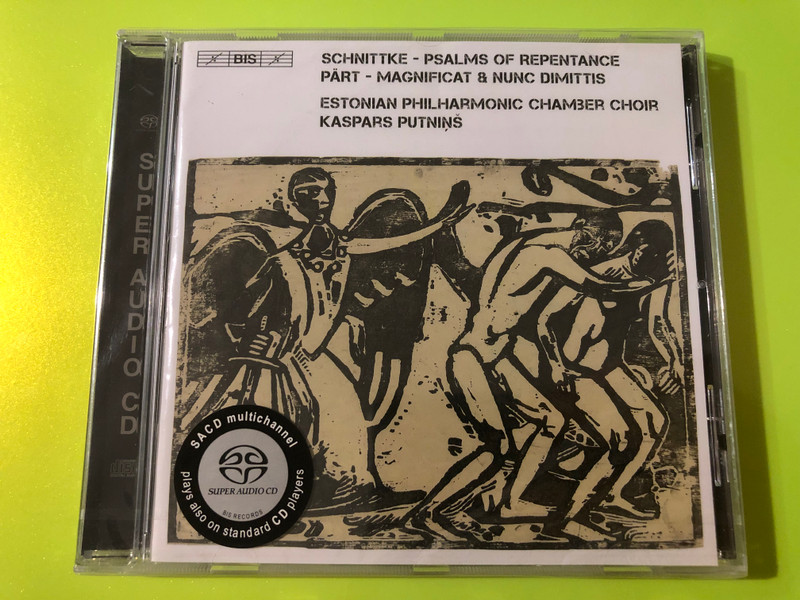 BIS
SCHNITTKE - PSALMS OF REPENTANCE
PÄRT - MAGNIFICAT & NUNC DIMITTIS
ESTONIAN PHILHARMONIC CHAMBER CHOIR
KASPARS PUTNIŅŠ
SUPER AUDIO CD
SACD multichannel
SUPER AUDIO CD
BIS RECORDS
plays also on standard CD players